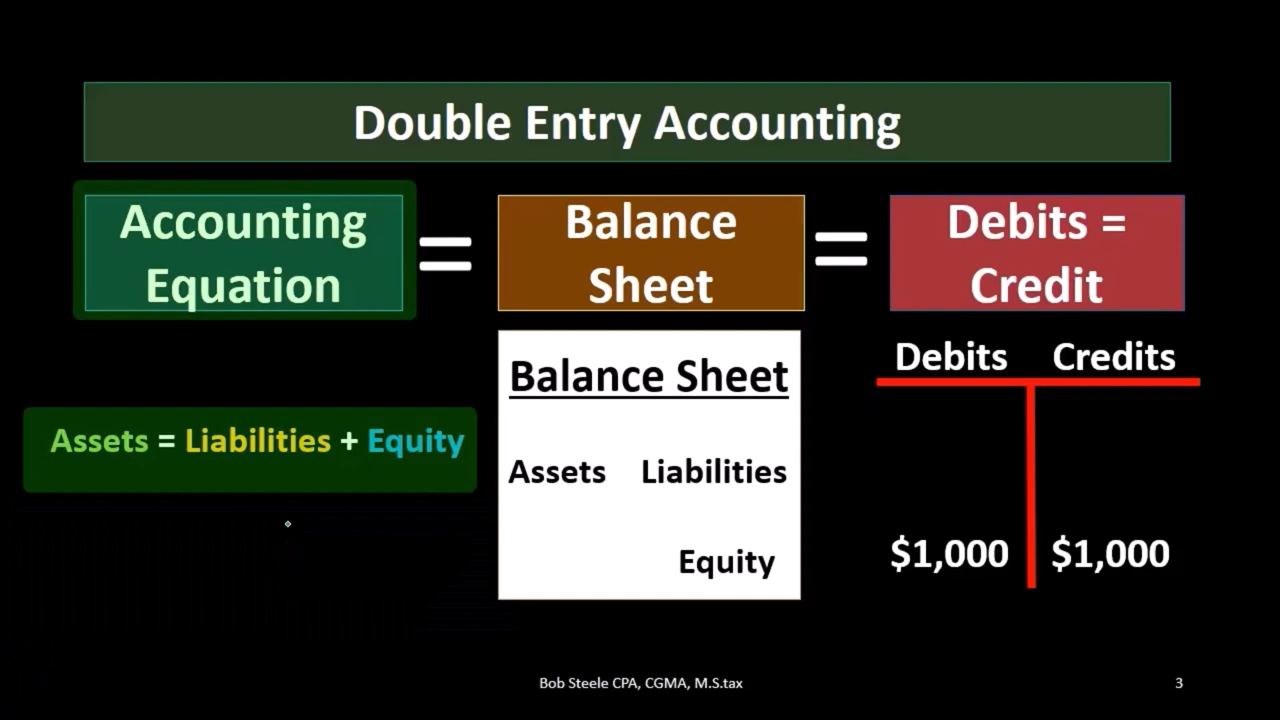 Double Entry Accounting
Accounting
Equation
=
Balance
Sheet
=
Debits =
Credit
Assets = Liabilities + Equity
Balance Sheet
Assets Liabilities
Equity
Debits Credits
$1,000 $1,000
Bob Steele CPA, CGMA, M.S.tax
3